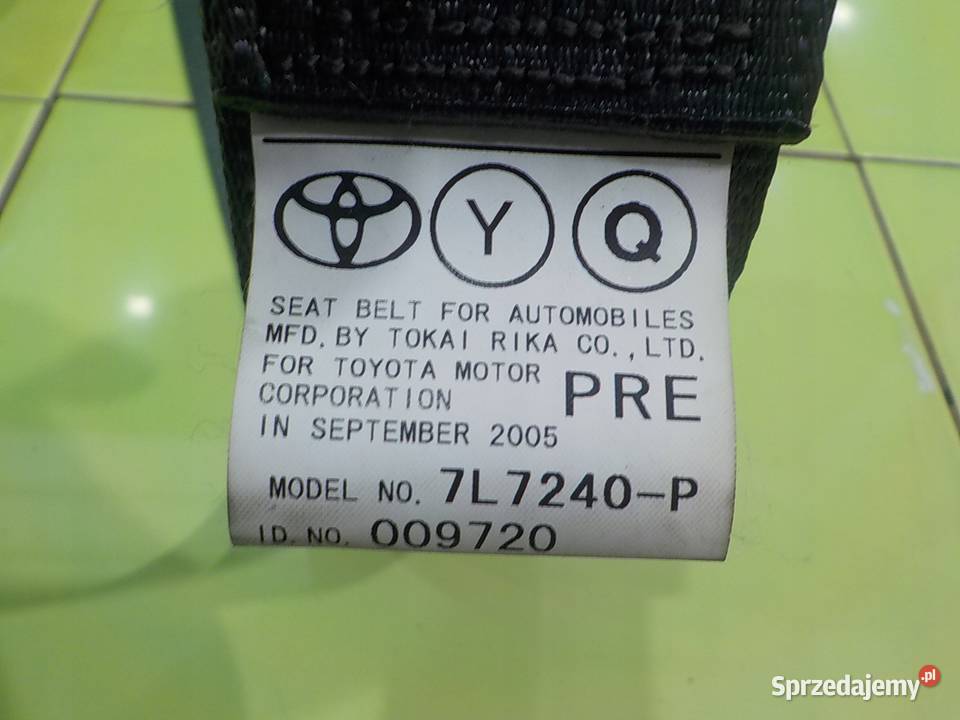 Y Q
SEAT BELT FOR AUTOMOBILES
MFD. BY TOKAI RIKA CO., LTD.
FOR TOYOTA MOTOR
CORPORATION PRE
IN SEPTEMBER 2005
MODEL NO. 7L7240-P
ID. NO. 009720
Sprzedajemy.pl